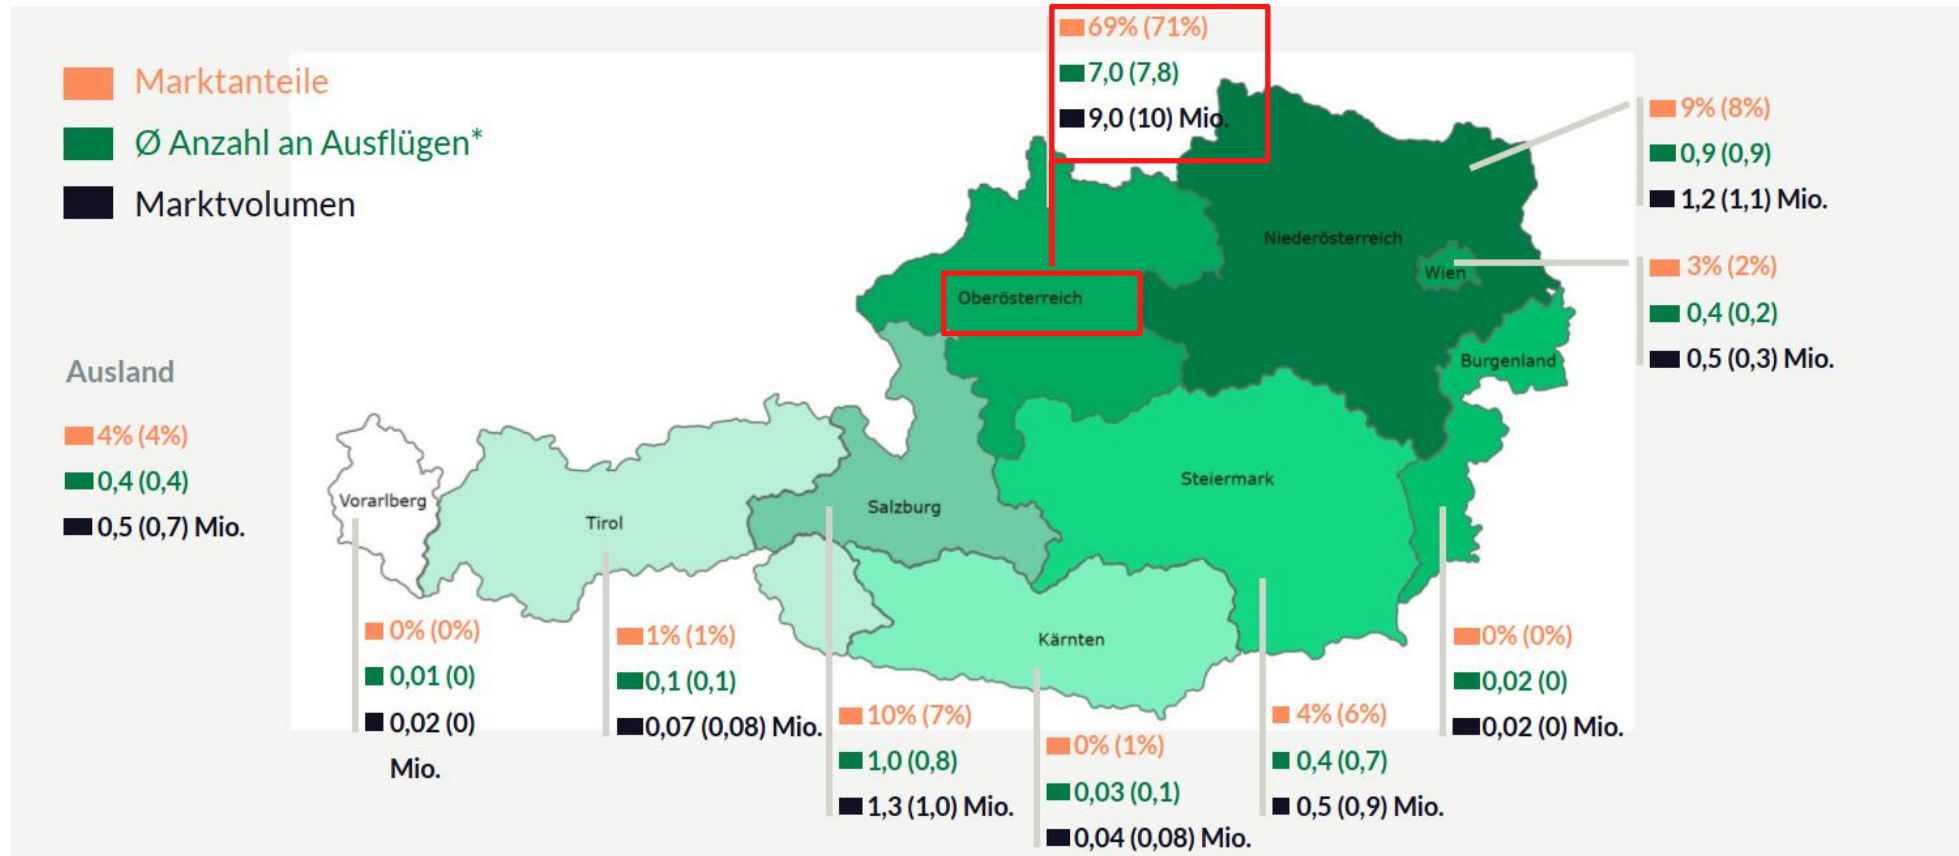 Marktanteile
Ø Anzahl an Ausflügen*
Marktvolumen
69% (71%)
7,0 (7,8)
9,0 (10) Mio.
9% (8%)
0,9 (0,9)
1,2 (1,1) Mio.
Niederösterreich
Wien
3% (2%)
0,4 (0,2)
0,5 (0,3) Mio.
Oberösterreich
Burgenland
Ausland
4% (4%)
0,4 (0,4)
0,5 (0,7) Mio.
Vorarlberg
Tirol
Salzburg
Steiermark
Kärnten
0% (0%)
0,01 (0)
0,02 (0)
Mio.
1% (1%)
0,1 (0,1)
0,07 (0,08) Mio.
10% (7%)
1,0 (0,8)
1,3 (1,0) Mio.
0% (1%)
0,03 (0,1)
0,04 (0,08) Mio.
4% (6%)
0,4 (0,7)
0,5 (0,9) Mio.
0% (0%)
0,02 (0)
0,02 (0) Mio.